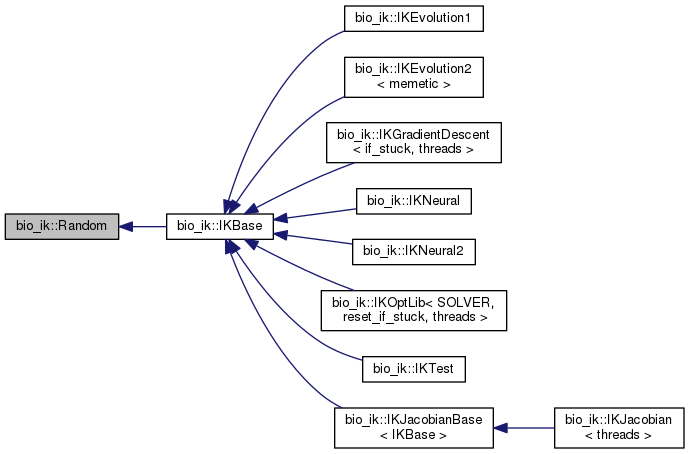 bio_ik::IKEvolution1
bio_ik::IKEvolution2
< memetic >
bio_ik::IKGradientDescent
< if_stuck, threads >
bio_ik::IKNeural
bio_ik::Random
bio_ik::IKBase
bio_ik::IKNeural2
bio_ik::IKOptLib< SOLVER,
reset_if_stuck, threads >
bio_ik::IKTest
bio_ik::IKJacobianBase
< IKBase >
bio_ik::IKJacobian
< threads >